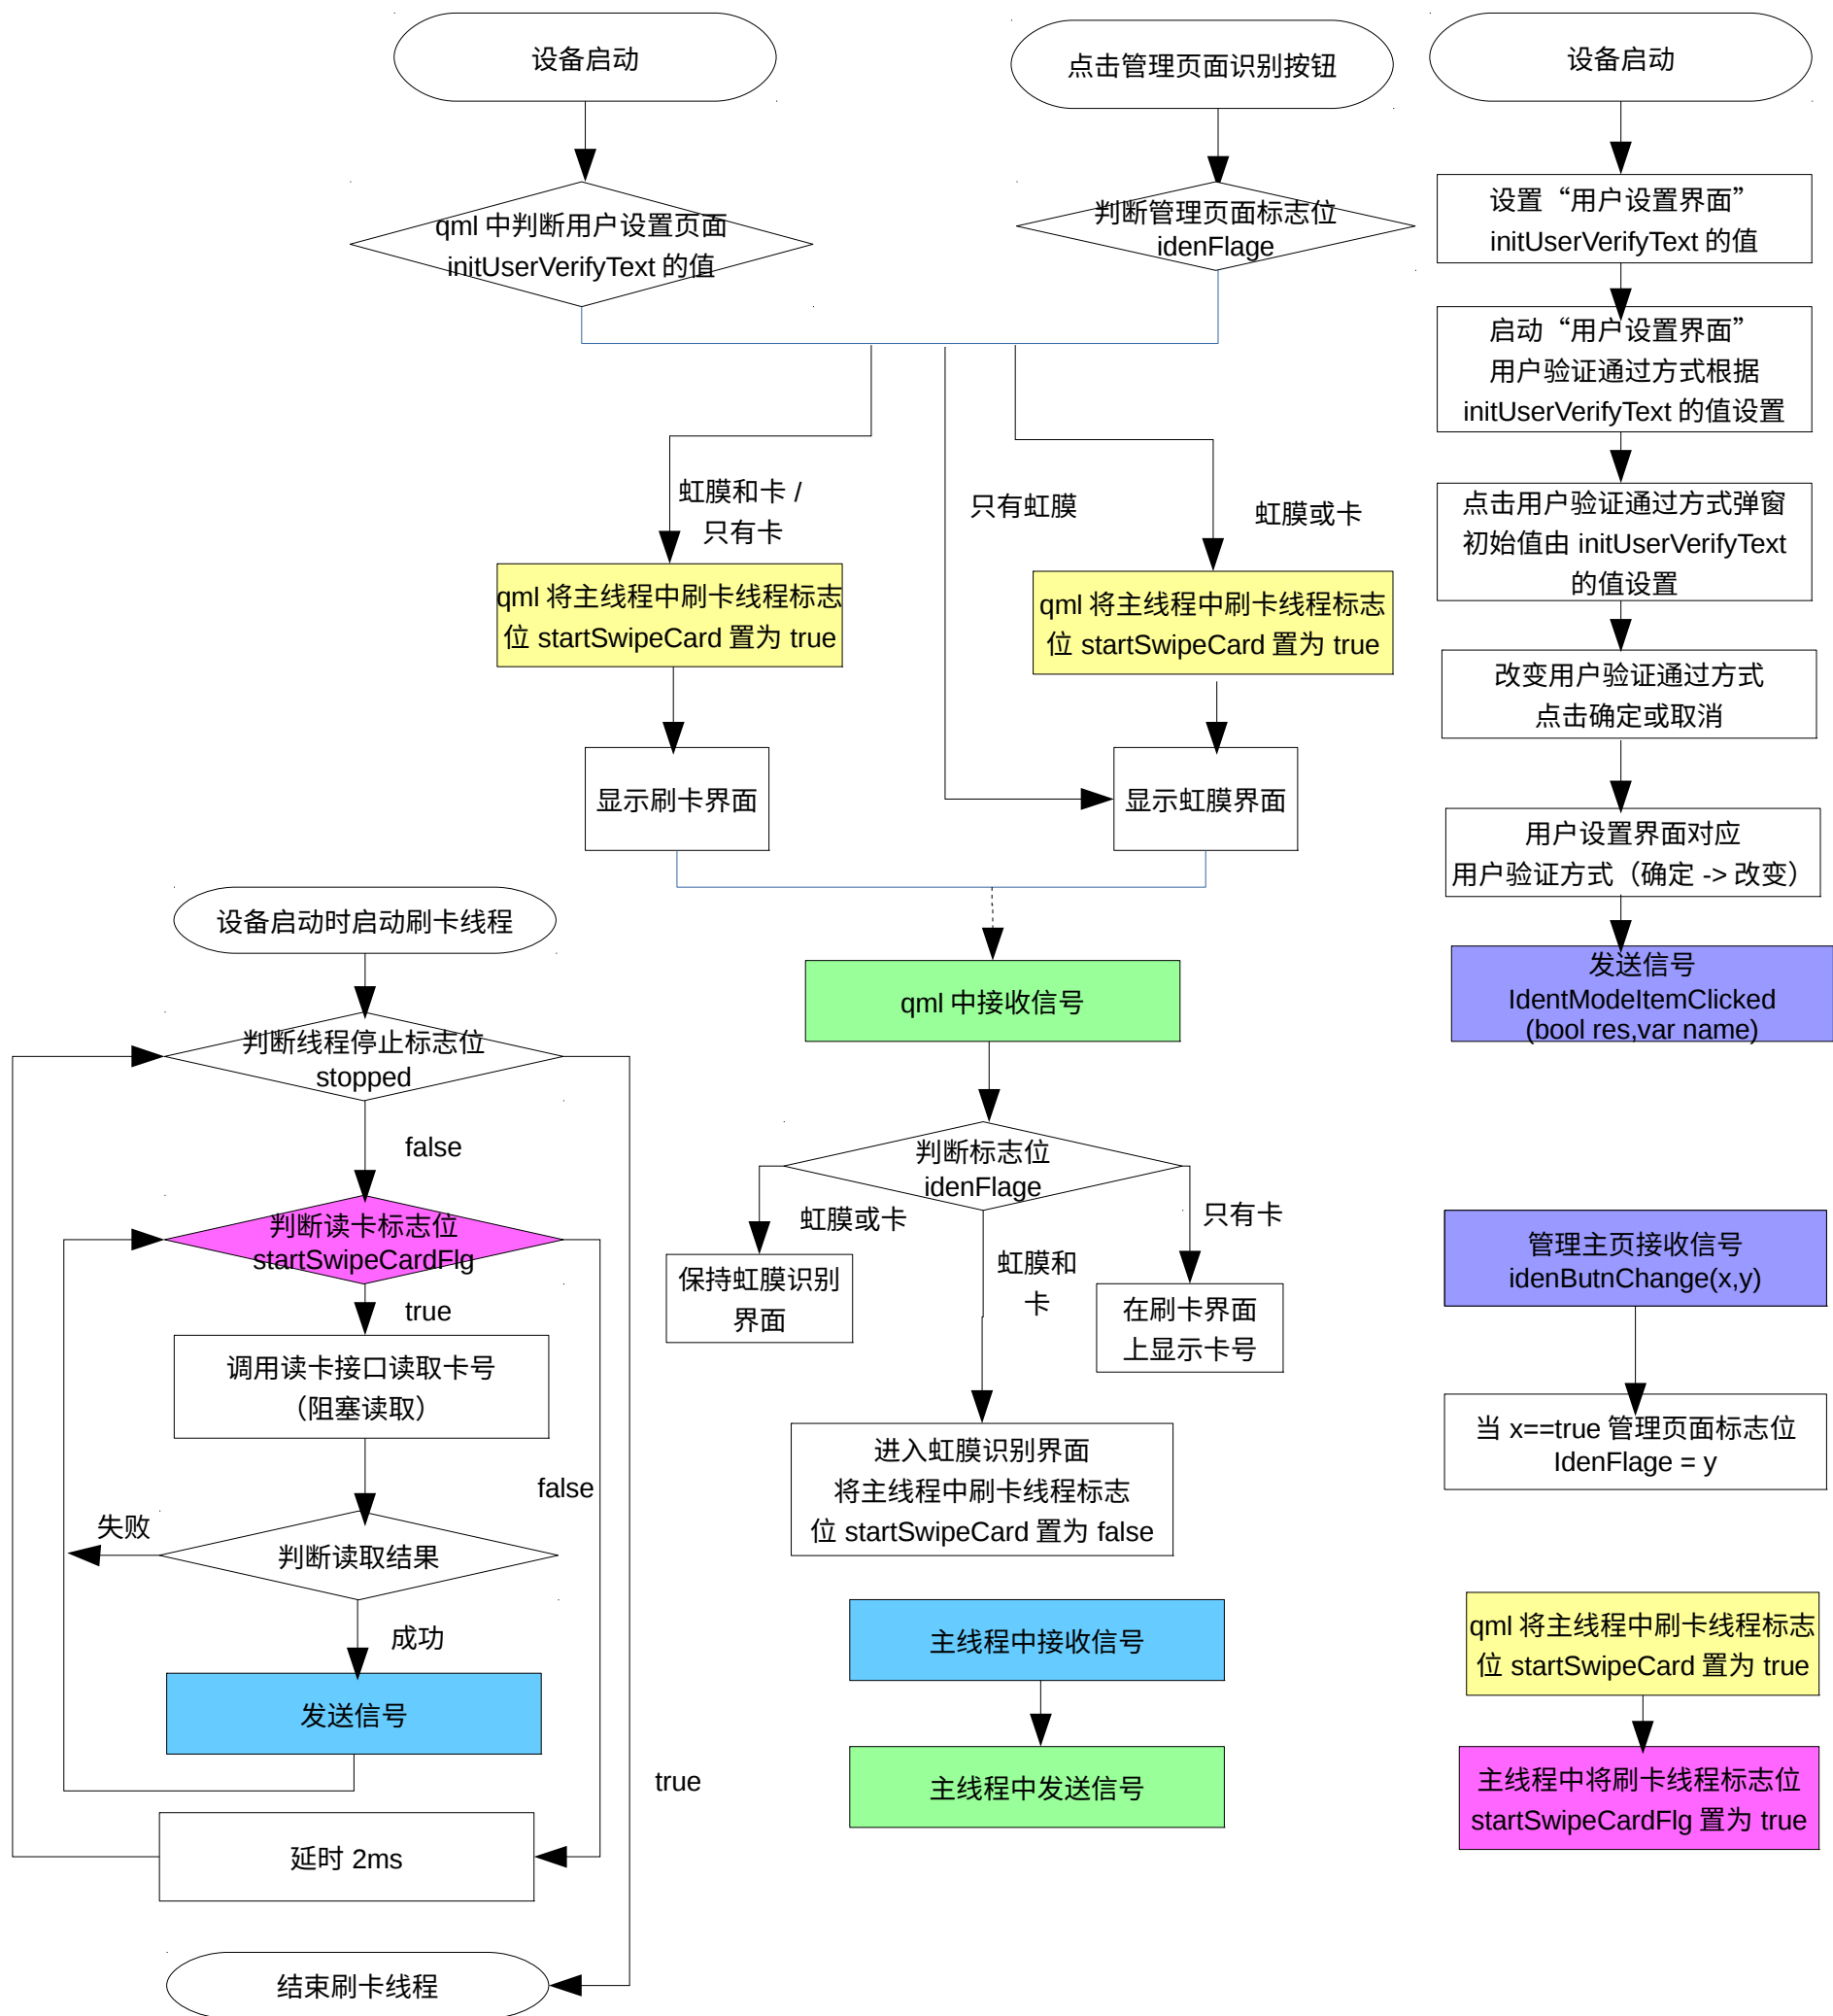 设备启动
点击管理页面识别按钮
设备启动
qml 中判断用户设置页面
initUserVerifyText 的值
判断管理页面标志位
idenFlage
设置“用户设置界面”
initUserVerifyText 的值
启动“用户设置界面”
用户验证通过方式根据
initUserVerifyText 的值设置
虹膜和卡 /
只有卡
只有虹膜
虹膜或卡
点击用户验证通过方式弹窗
初始值由 initUserVerifyText
的值设置
qml 将主线程中刷卡线程标志
位 startSwipeCard 置为 true
qml 将主线程中刷卡线程标志
位 startSwipeCard 置为 true
改变用户验证通过方式
点击确定或取消
显示刷卡界面
显示虹膜界面
用户设置界面对应
用户验证方式（确定 -> 改变）
设备启动时启动刷卡线程
qml 中接收信号
发送信号
IdentModeItemClicked
(bool res,var name)
判断线程停止标志位
stopped
false
判断标志位
idenFlage
虹膜或卡
只有卡
虹膜和
卡
判断读卡标志位
startSwipeCardFlg
true
保持虹膜识别
界面
在刷卡界面
上显示卡号
管理主页接收信号
idenButnChange(x,y)
调用读卡接口读取卡号
（阻塞读取）
false
进入虹膜识别界面
将主线程中刷卡线程标志
位 startSwipeCard 置为 false
当 x==true 管理页面标志位
IdenFlage = y
失败
判断读取结果
成功
主线程中接收信号
qml 将主线程中刷卡线程标志
位 startSwipeCard 置为 true
发送信号
true
主线程中发送信号
主线程中将刷卡线程标志位
startSwipeCardFlg 置为 true
延时 2ms
结束刷卡线程